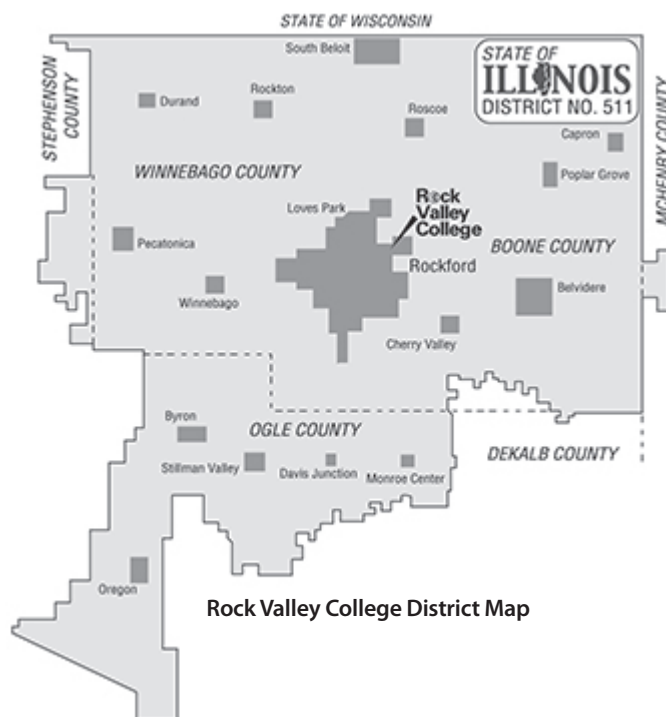 STATE OF WISCONSIN
South Beloit
STATE OF
ILLINOIS
DISTRICT NO. 511
STEPHENSON
COUNTY
MCHENRY COUNTY
Durand
Rockton
Roscoe
Capron
WINNEBAGO COUNTY
Poplar Grove
Loves Park
Rock
Valley
College
Pecatonica
BOONE COUNTY
Rockford
Winnebago
Belvidere
Cherry Valley
Byron
OGLE COUNTY
Stillman Valley
Davis Junction
Monroe Center
DEKALB COUNTY
Oregon
Rock Valley College District Map